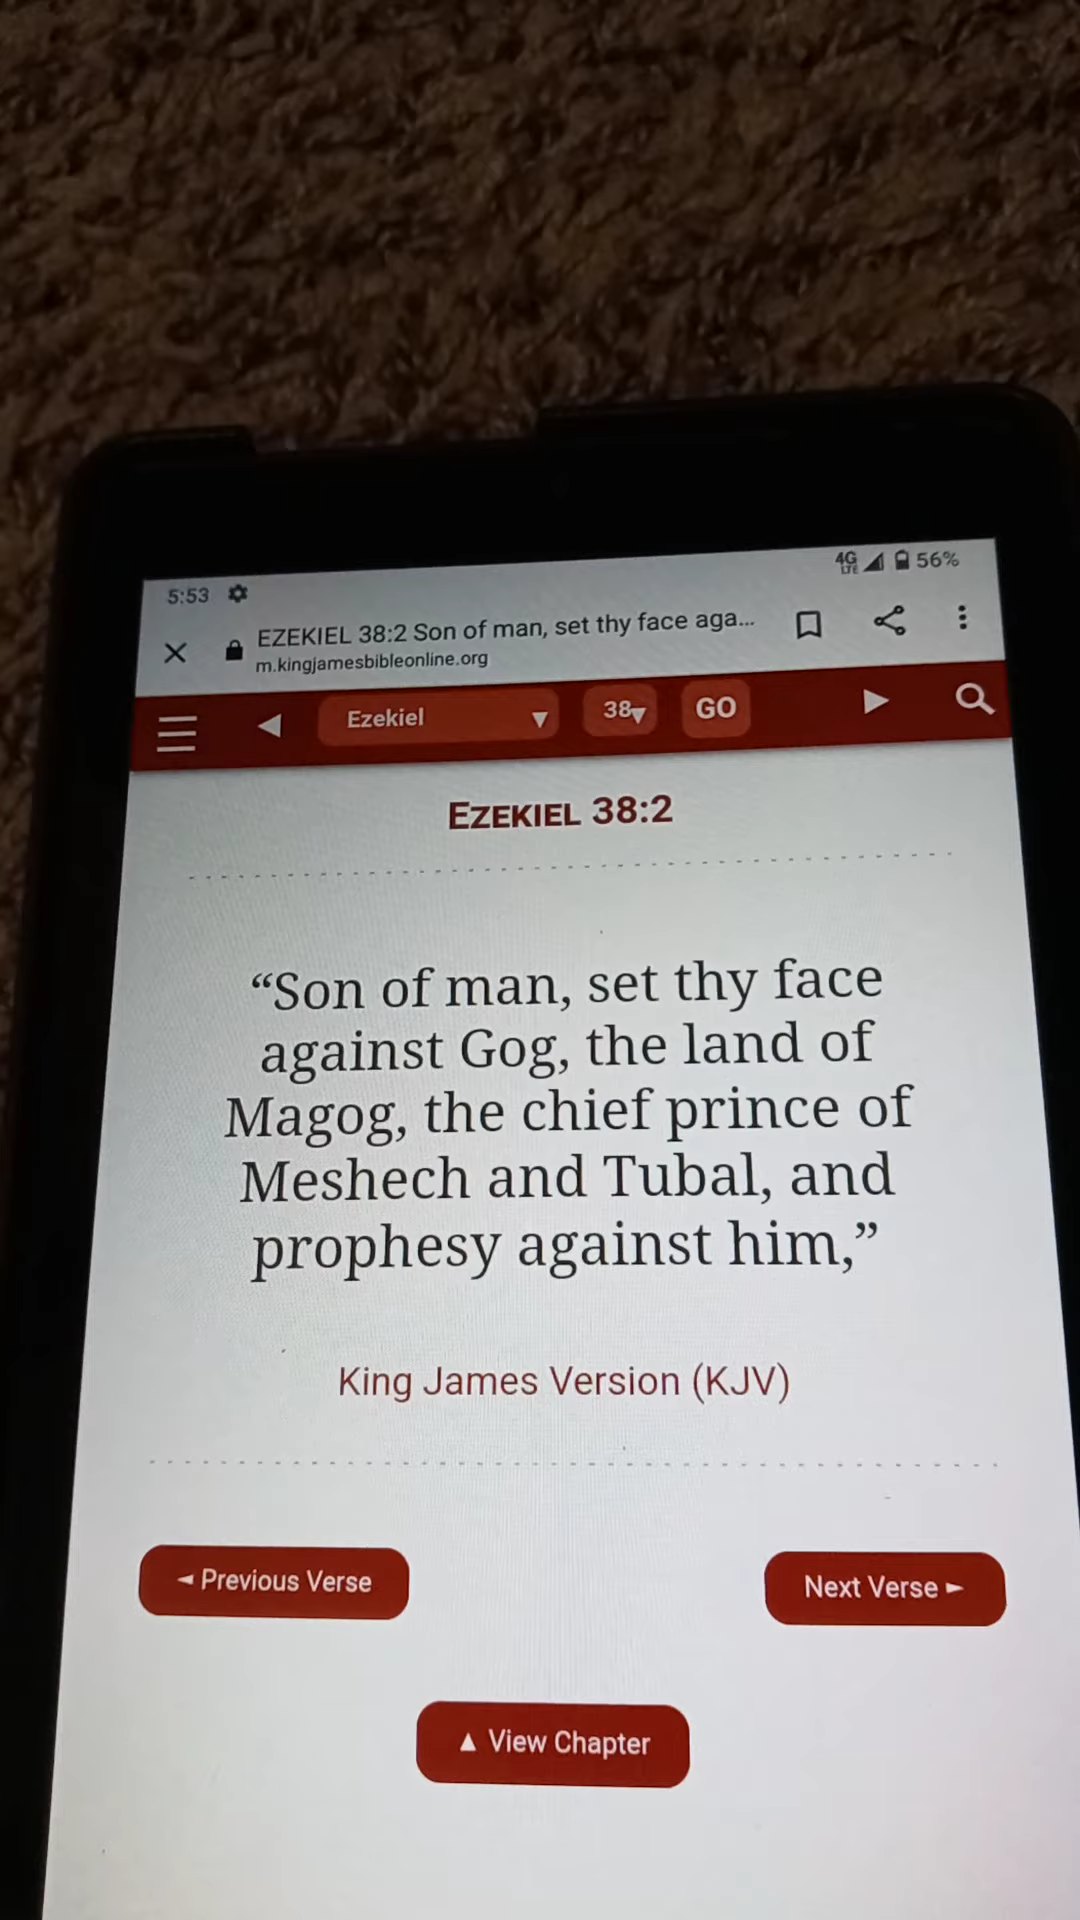 5:53 4G LTE 56%
EZEKIEL 38:2 Son of man, set thy face aga...
m.kingjamesbibleonline.org
Ezekiel ▼ 38▼ GO
EZEKIEL 38:2
“Son of man, set thy face
against Gog, the land of
Magog, the chief prince of
Meshech and Tubal, and
prophesy against him,”
King James Version (KJV)
◄ Previous Verse Next Verse ►
▲ View Chapter